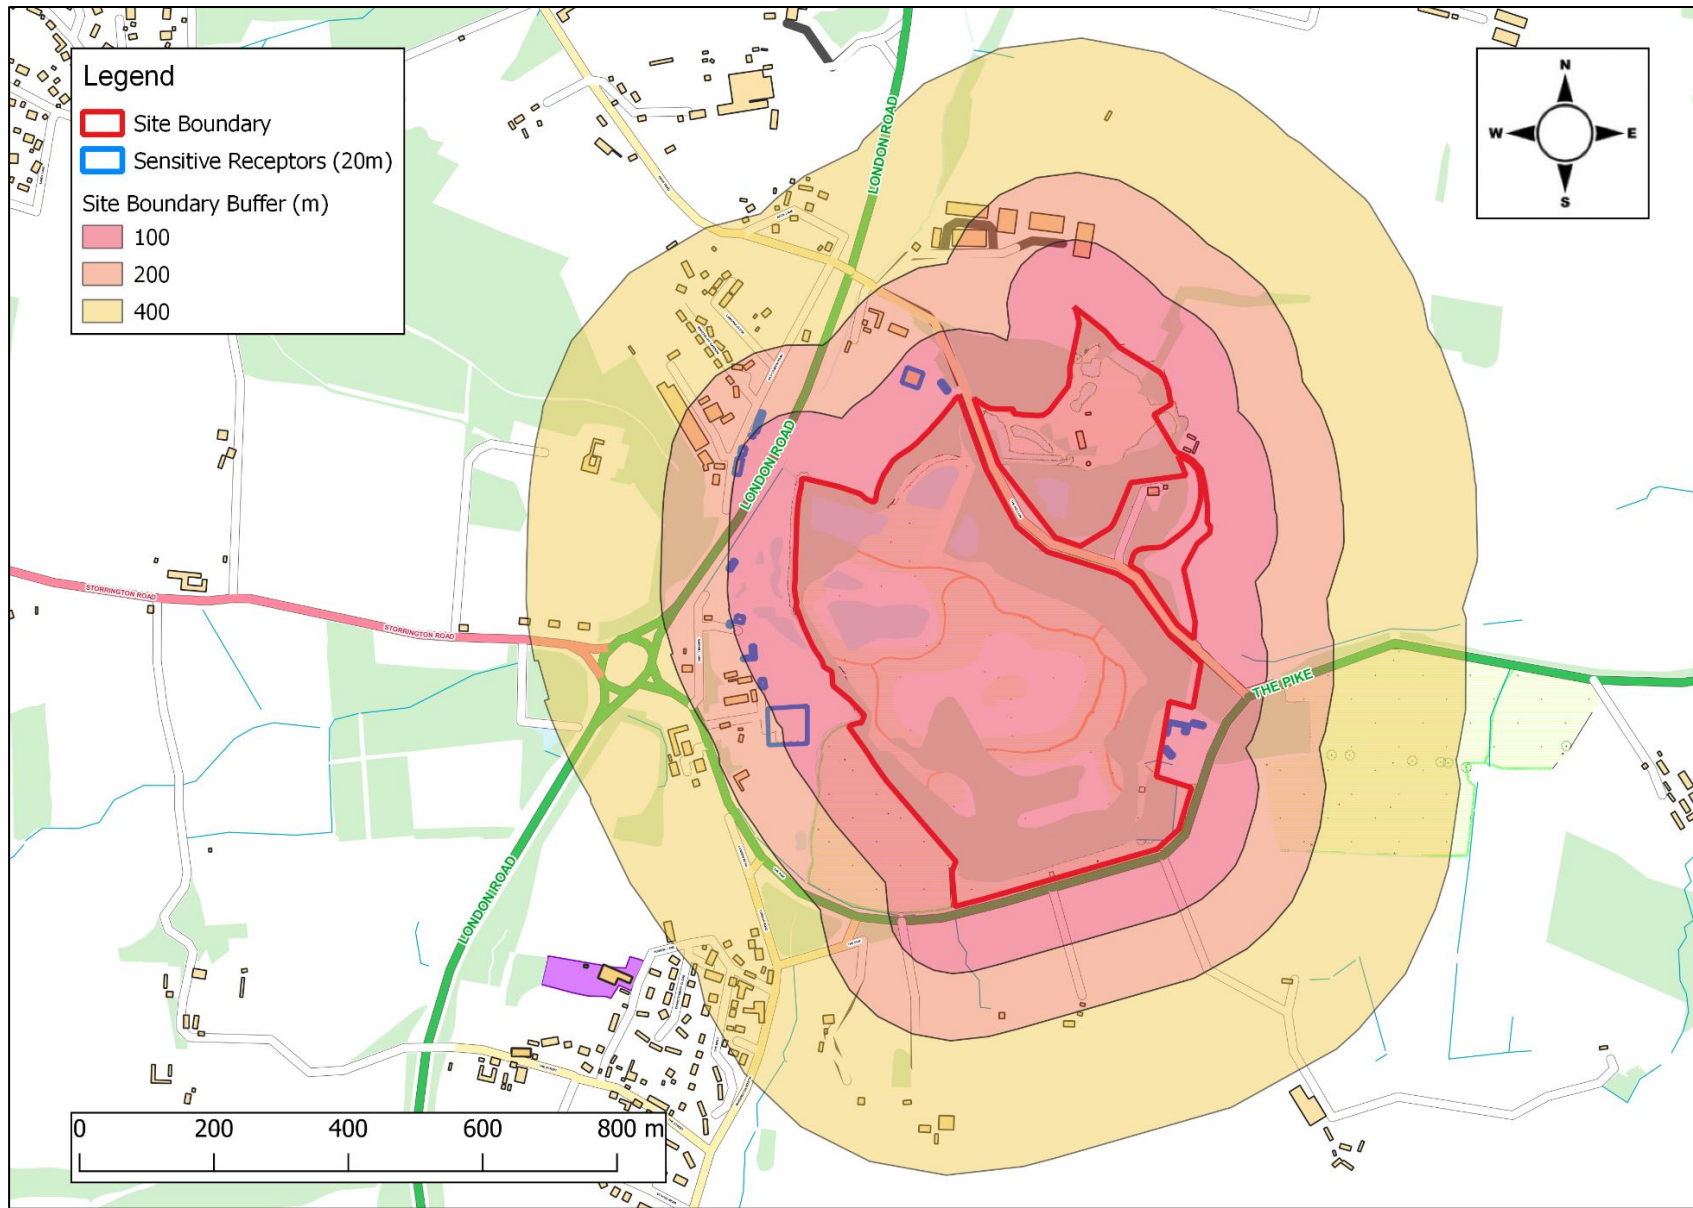 Legend
Site Boundary
Sensitive Receptors (20m)
Site Boundary Buffer (m)
100
200
400
N
W
E
S
LONDON ROAD
LONDON ROAD
STORRINGTON ROAD
STORRINGTON ROAD
THE PIKE
LONDON ROAD
0 200 400 600 800 m